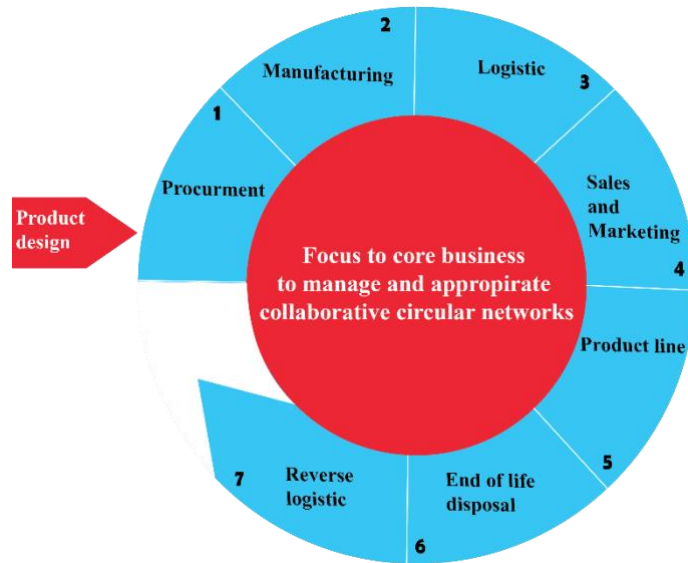 Product
design
1
Procurment
2
Manufacturing
Logistic
3
Sales
and
Marketing
4
Product line
5
End of life
disposal
6
Reverse
logistic
7
Focus to core business
to manage and appropirate
collaborative circular networks